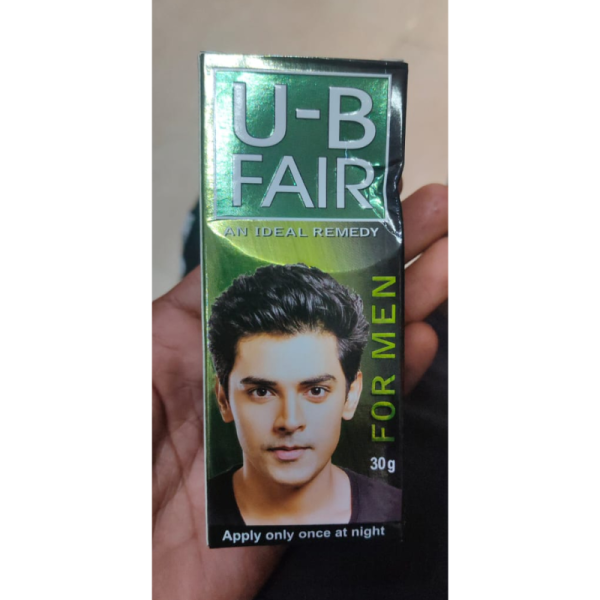 U-B
FAIR
AN IDEAL REMEDY
FOR MEN
30g
Apply only once at night